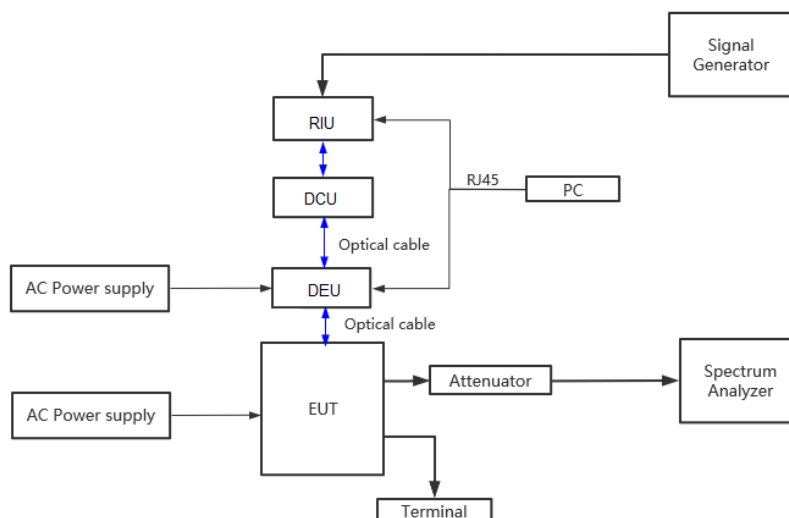 Signal
Generator
RIU
RJ45
PC
DCU
Optical cable
AC Power supply
DEU
Optical cable
Attenuator
Spectrum
Analyzer
AC Power supply
EUT
Terminal